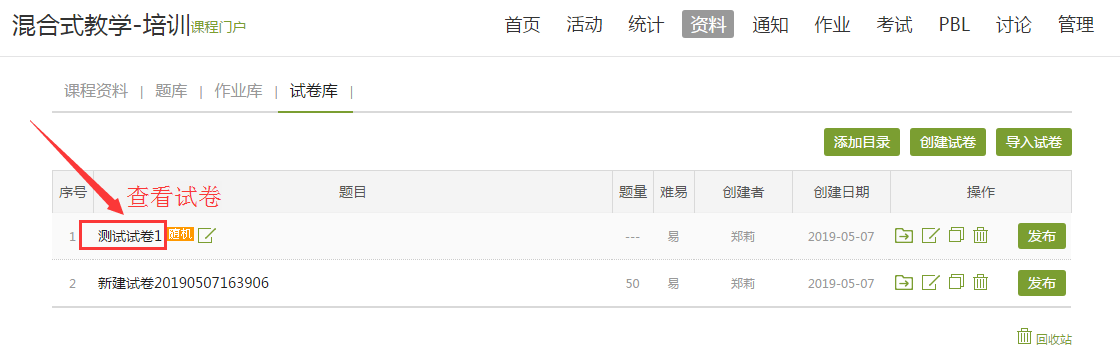 混合式教学-培训课程门户 首页 活动 统计 资料 通知 作业 考试 PBL 讨论 管理
课程资料 | 题库 | 作业库 | 试卷库 |
添加目录 创建试卷 导入试卷
序号 题目 题量 难易 创建者 创建日期 操作
查看试卷
1 测试试卷1 随机 --- 易 郑莉 2019-05-07 发布
2 新建试卷20190507163906 50 易 郑莉 2019-05-07 发布
回收站